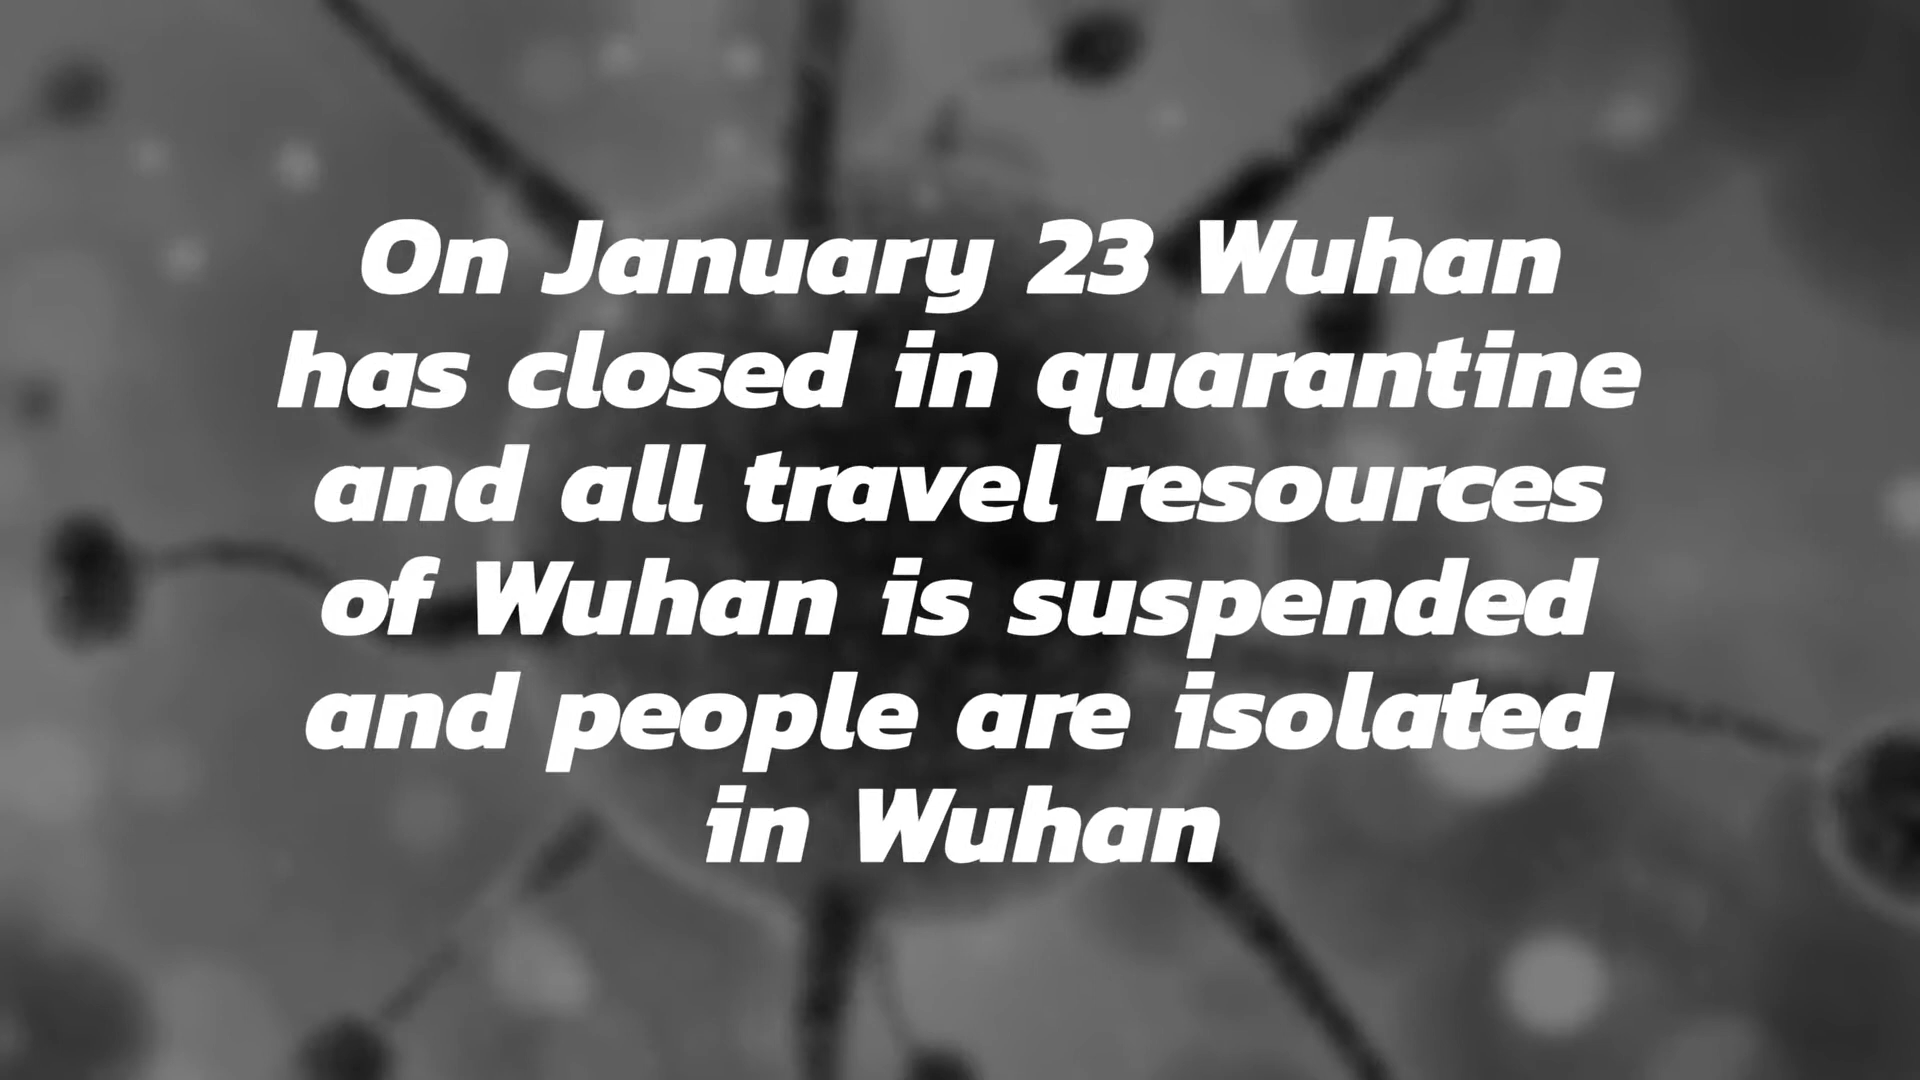 On January 23 Wuhan
has closed in quarantine
and all travel resources
of Wuhan is suspended
and people are isolated
in Wuhan